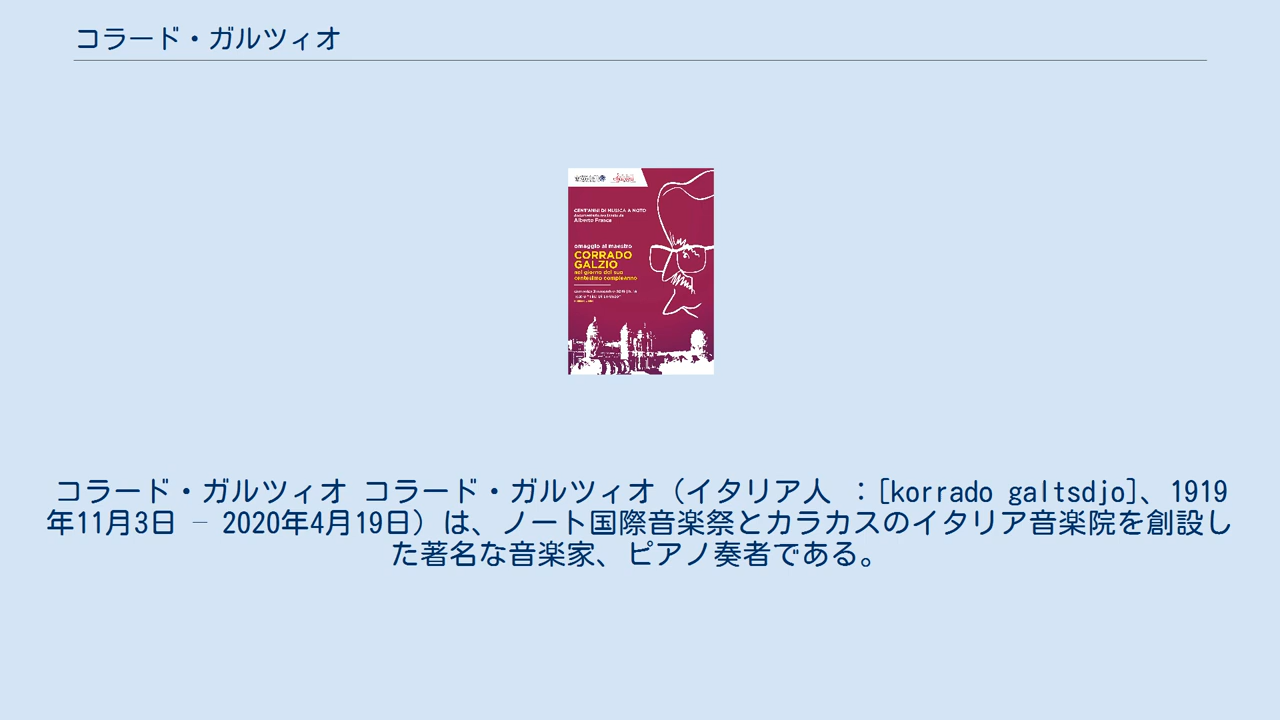 コラード・ガルツィオ
CENT'ANNI DI MUSICA A NOTO
Alberto Frasca
omaggio al maestro
CORRADO
GALZIO
nel giorno del suo
centesimo compleanno
コラード・ガルツィオ コラード・ガルツィオ（イタリア人 ：[korrado galtsdjo]、1919
年11月3日 – 2020年4月19日）は、ノート国際音楽祭とカラカスのイタリア音楽院を創設し
た著名な音楽家、ピアノ奏者である。